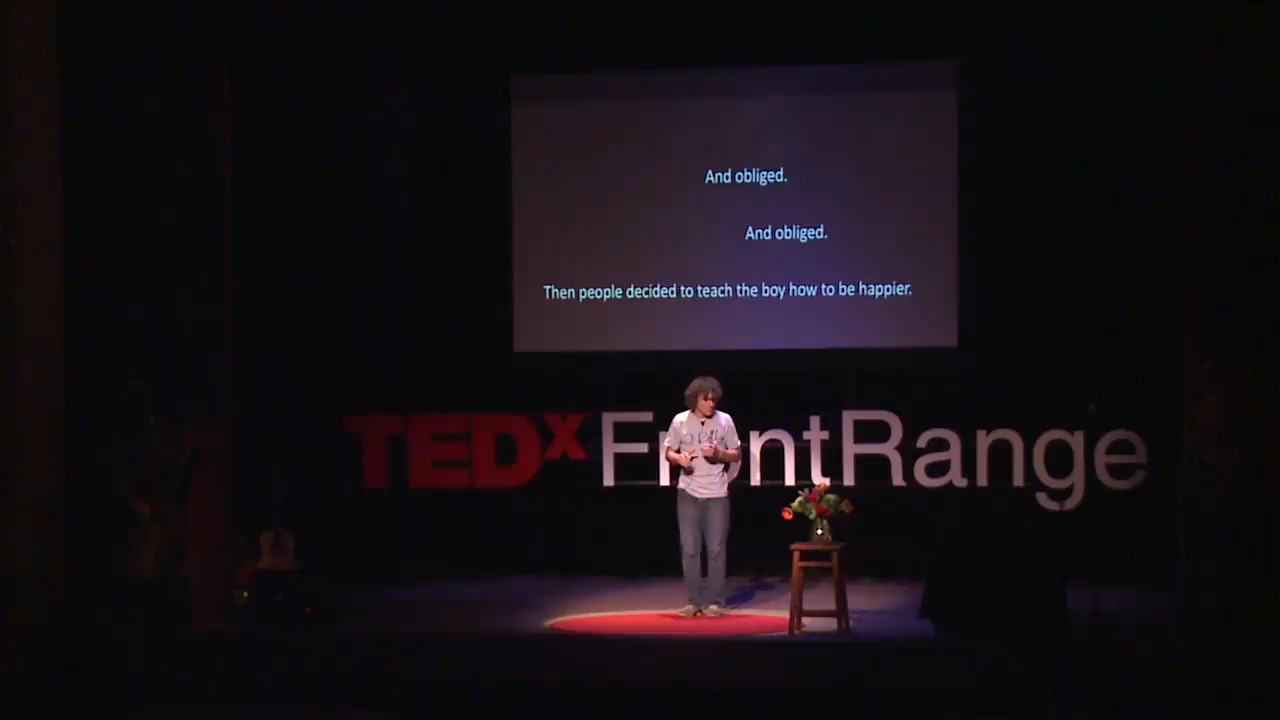 And obliged.
And obliged.
Then people decided to teach the boy how to be happier.
TEDx FrontRange